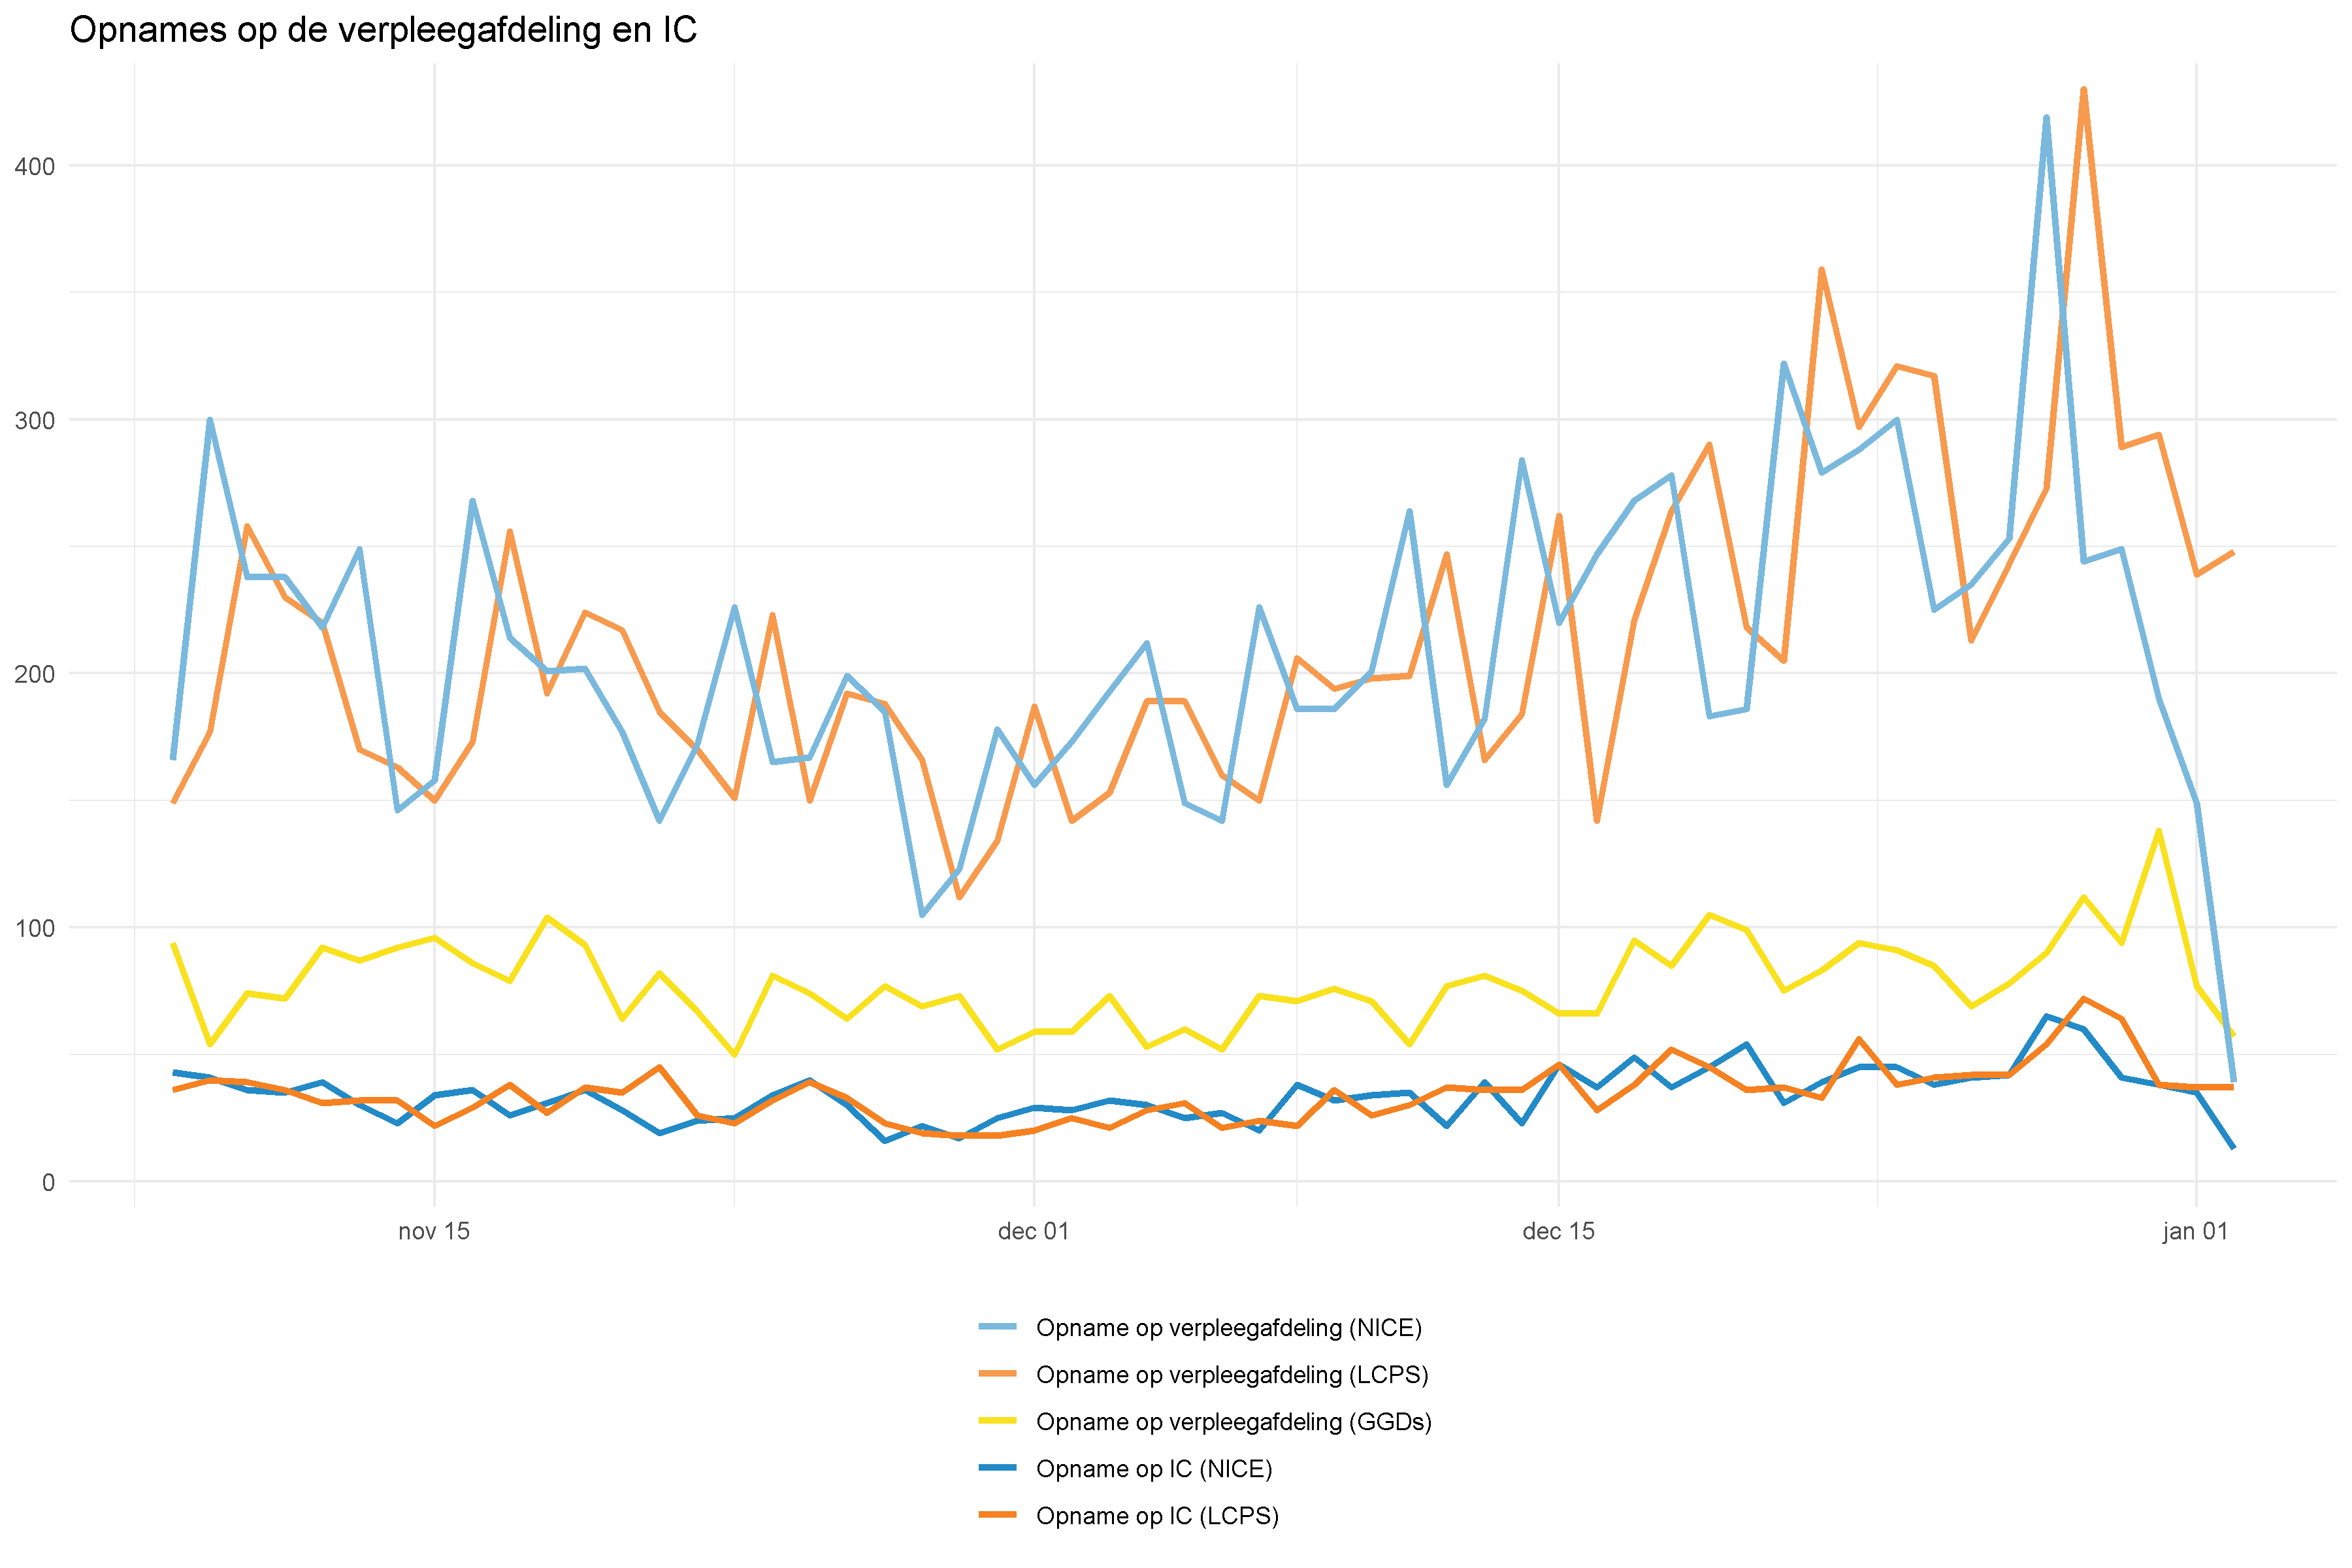 Opnames op de verpleegafdeling en IC
400
300
200
100
0
nov 15
dec 01
dec 15
jan 01
Opname op verpleegafdeling (NICE)
Opname op verpleegafdeling (LCPS)
Opname op verpleegafdeling (GGDs)
Opname op IC (NICE)
Opname op IC (LCPS)